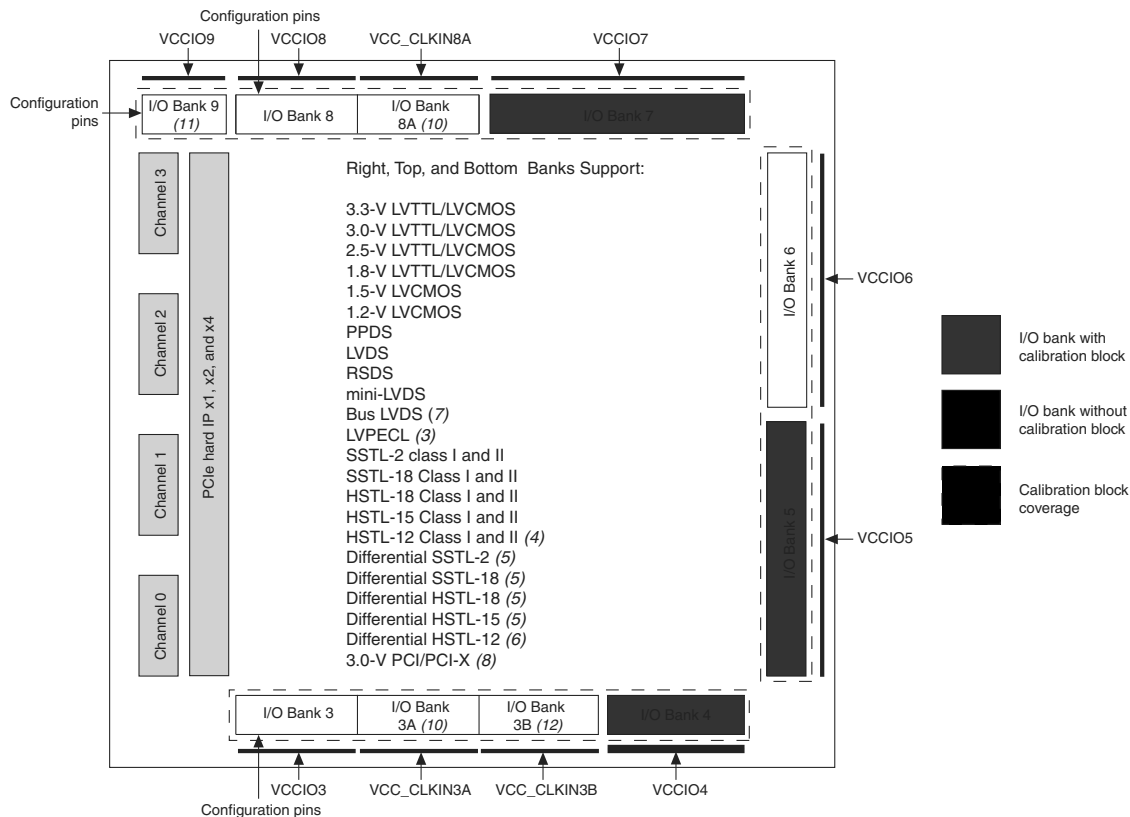 Configuration pins
VCCIO9
VCCIO8
VCC_CLKIN8A
VCCIO7
Configuration
pins
I/O Bank 9
(11)
I/O Bank 8
I/O Bank
8A (10)
I/O Bank 7
Channel 3
Channel 2
Channel 1
Channel 0
PCIe hard IP x1, x2, and x4
Right, Top, and Bottom Banks Support:
3.3-V LVTTL/LVCMOS
3.0-V LVTTL/LVCMOS
2.5-V LVTTL/LVCMOS
1.8-V LVTTL/LVCMOS
1.5-V LVCMOS
1.2-V LVCMOS
PPDS
LVDS
RSDS
mini-LVDS
Bus LVDS (7)
LVPECL (3)
SSTL-2 class I and II
SSTL-18 Class I and II
HSTL-18 Class I and II
HSTL-15 Class I and II
HSTL-12 Class I and II (4)
Differential SSTL-2 (5)
Differential SSTL-18 (5)
Differential HSTL-18 (5)
Differential HSTL-15 (5)
Differential HSTL-12 (6)
3.0-V PCI/PCI-X (8)
I/O Bank 6
VCCIO6
I/O Bank 5
VCCIO5
I/O bank with
calibration block
I/O bank without
calibration block
Calibration block
coverage
I/O Bank 3
I/O Bank
3A (10)
I/O Bank
3B (12)
I/O Bank 4
VCCIO3
VCC_CLKIN3A
VCC_CLKIN3B
VCCIO4
Configuration pins